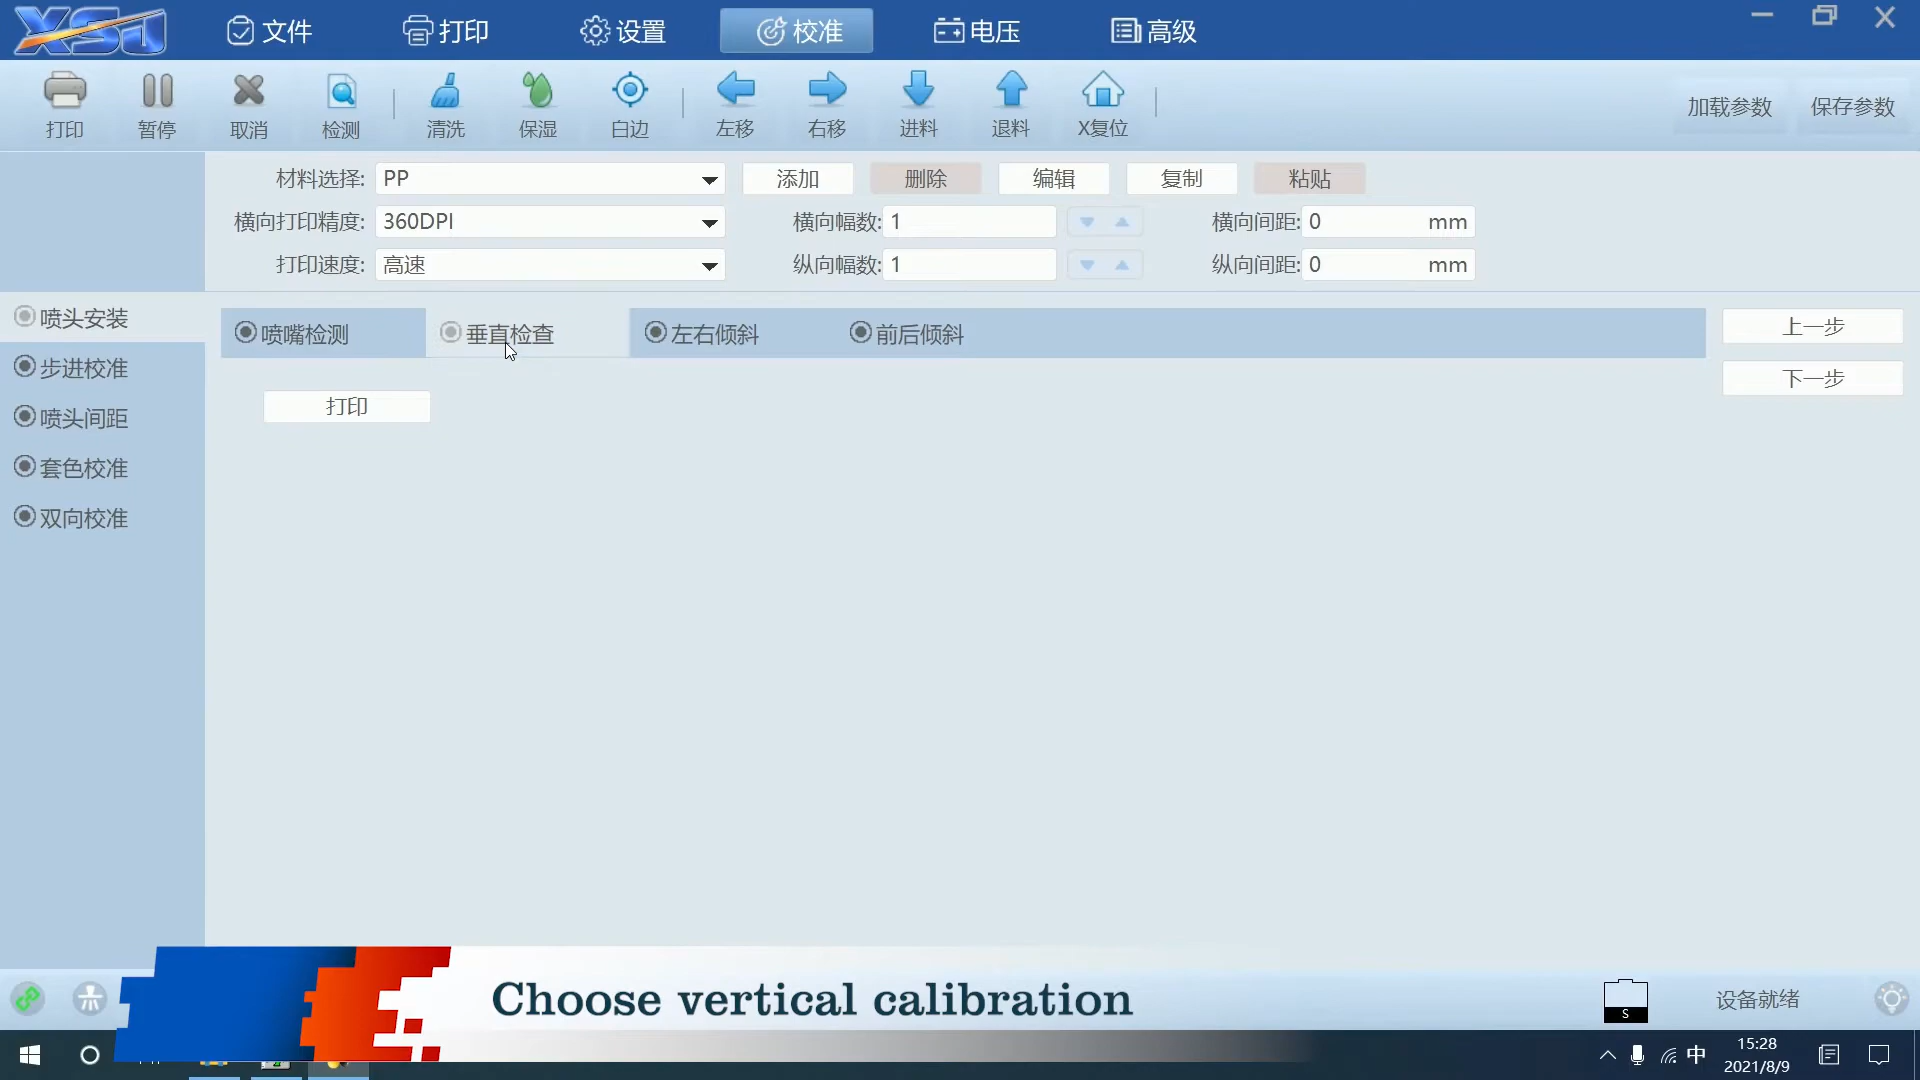 XSD 文件 打印 设置 校准 电压 高级
打印 暂停 取消 检测 清洗 保湿 白边 左移 右移 进料 退料 X复位 加载参数 保存参数
材料选择: PP 添加 删除 编辑 复制 粘贴
横向打印精度: 360DPI 横向幅数: 1 横向间距: 0 mm
打印速度: 高速 纵向幅数: 1 纵向间距: 0 mm
喷头安装
步进校准
喷头间距
套色校准
双向校准
喷嘴检测 垂直检查 左右倾斜 前后倾斜
打印
上一步
下一步
Choose vertical calibration
S
设备就绪
中
15:28
2021/8/9